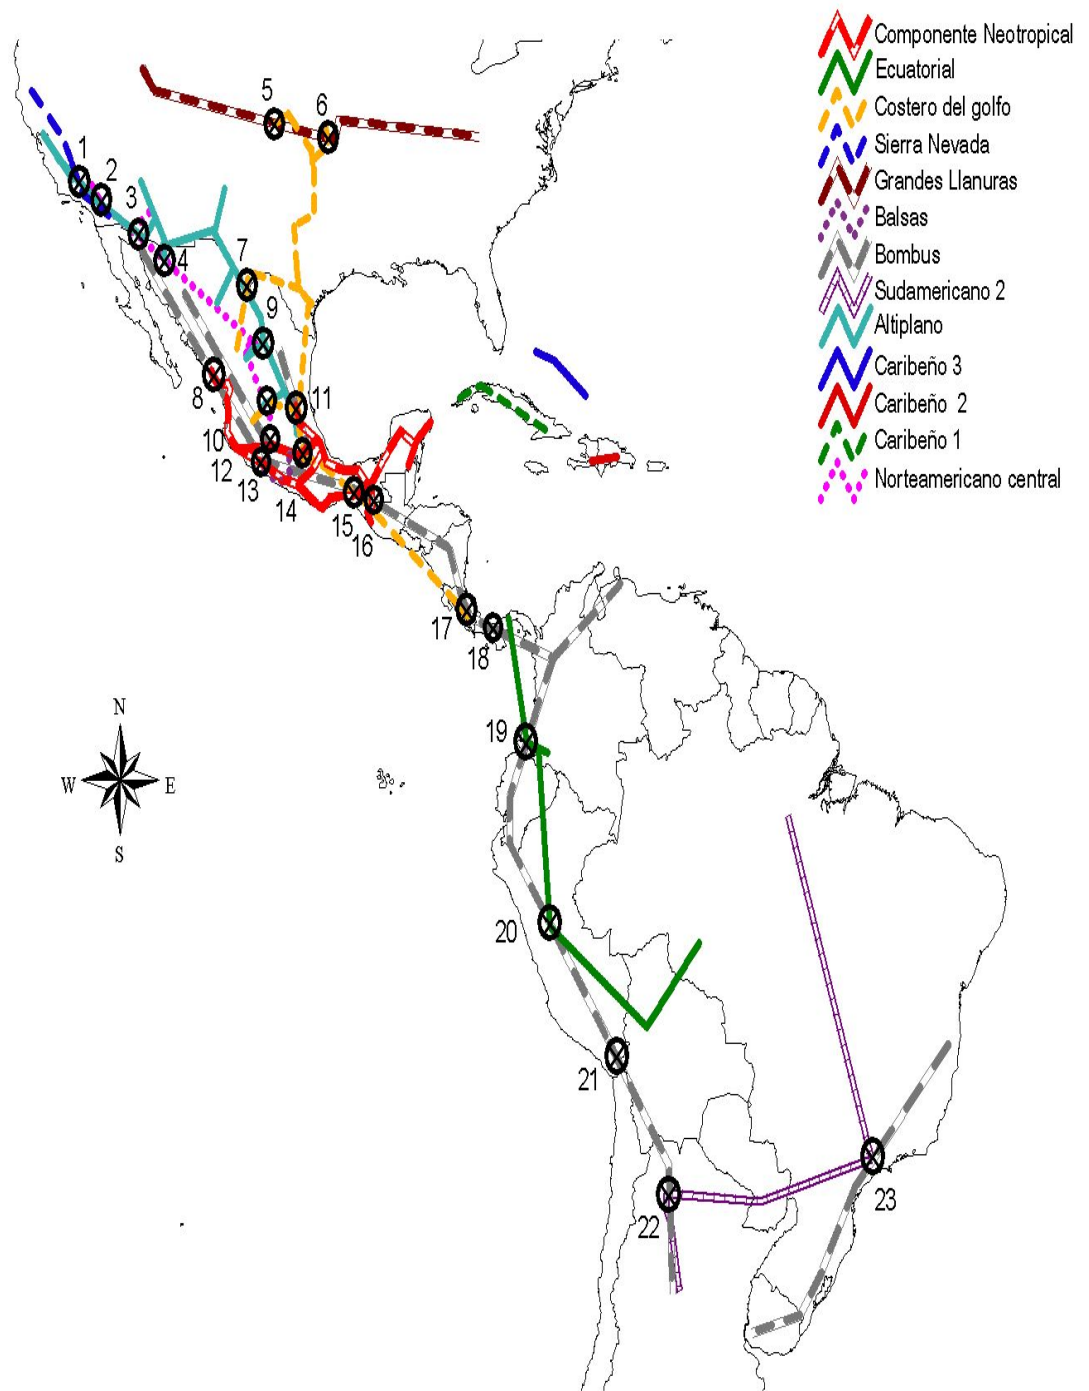 Componente Neotropical
Ecuatorial
Costero del golfo
Sierra Nevada
Grandes Llanuras
Balsas
Bombus
Sudamericano 2
Altiplano
Caribeño 3
Caribeño 2
Caribeño 1
Norteamericano central
5
6
1
2
3
4
7
9
8
11
10
12
13
14
15
16
17
18
19
20
21
22
23
N
W
E
S